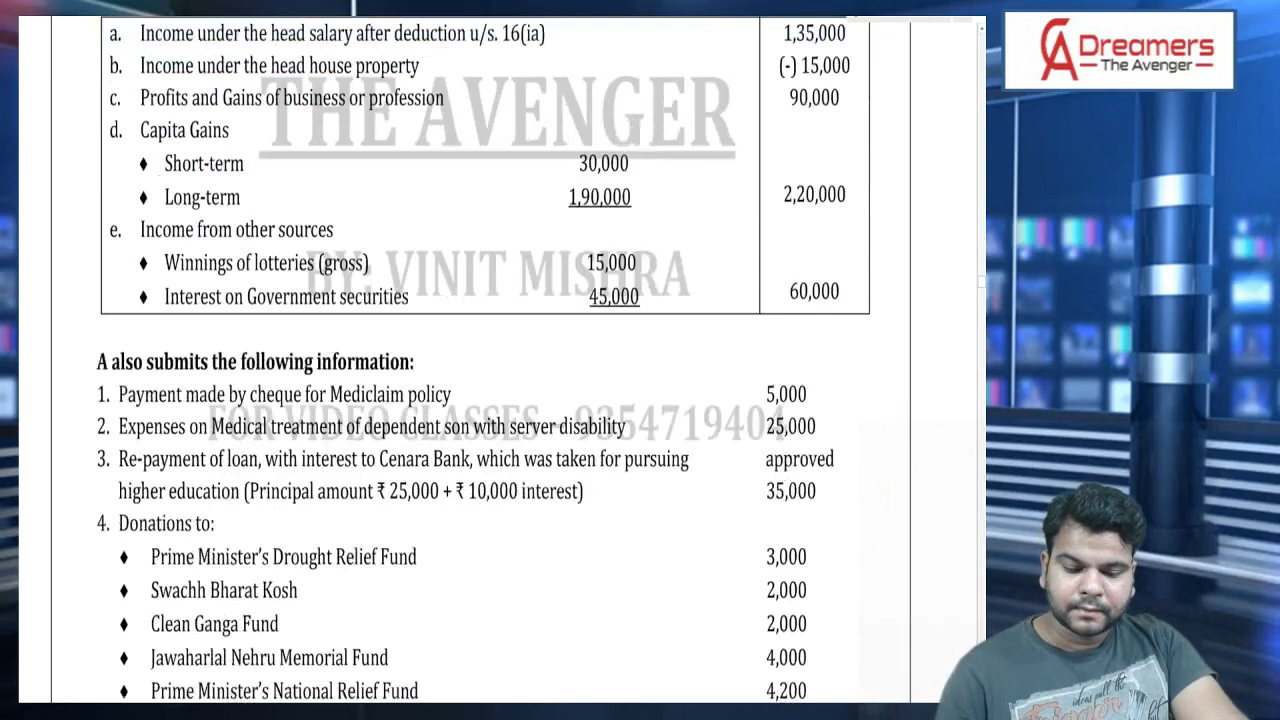 CA Dreamers
The Avenger
a. Income under the head salary after deduction u/s. 16(ia) 1,35,000
b. Income under the head house property (-) 15,000
c. Profits and Gains of business or profession 90,000
THE AVENGER
d. Capita Gains
♦ Short-term 30,000
♦ Long-term 1,90,000 2,20,000
e. Income from other sources
♦ Winnings of lotteries (gross) 15,000
BY: VINIT MISHRA
♦ Interest on Government securities 45,000 60,000
A also submits the following information:
1. Payment made by cheque for Mediclaim policy 5,000
FOR VIDEO CLASSES - 9354719404
2. Expenses on Medical treatment of dependent son with server disability 25,000
3. Re-payment of loan, with interest to Cenara Bank, which was taken for pursuing approved
higher education (Principal amount ₹ 25,000 + ₹ 10,000 interest) 35,000
4. Donations to:
♦ Prime Minister's Drought Relief Fund 3,000
♦ Swachh Bharat Kosh 2,000
♦ Clean Ganga Fund 2,000
♦ Jawaharlal Nehru Memorial Fund 4,000
♦ Prime Minister's National Relief Fund 4,200